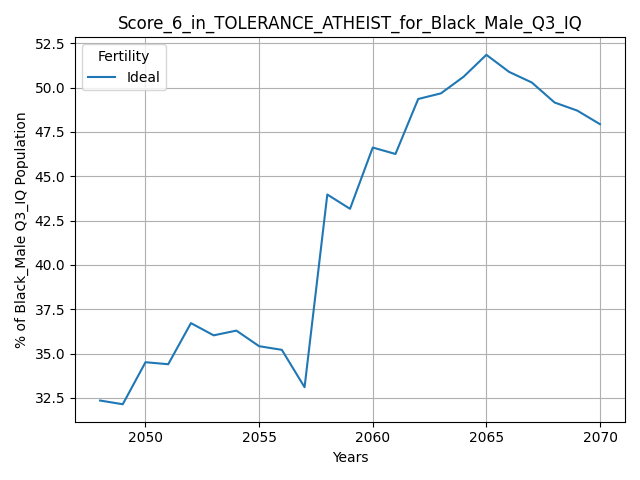 Score_6_in_TOLERANCE_ATHEIST_for_Black_Male_Q3_IQ
Fertility
Ideal
% of Black_Male Q3_IQ Population
52.5
50.0
47.5
45.0
42.5
40.0
37.5
35.0
32.5
2050 2055 2060 2065 2070
Years